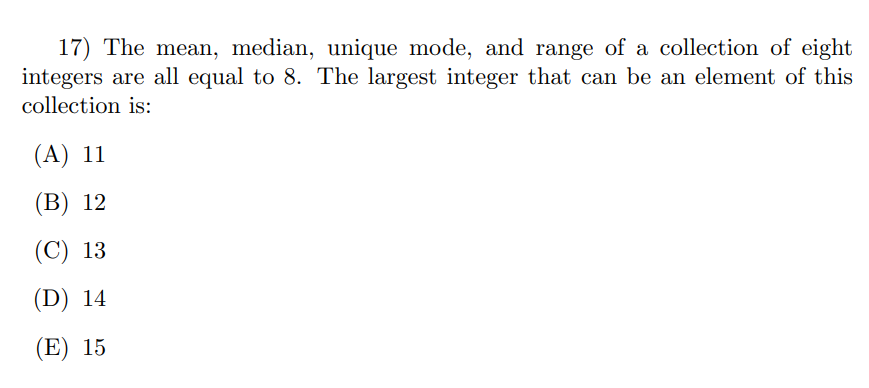 17) The mean, median, unique mode, and range of a collection of eight
integers are all equal to 8. The largest integer that can be an element of this
collection is:
(A) 11
(B) 12
(C) 13
(D) 14
(E) 15